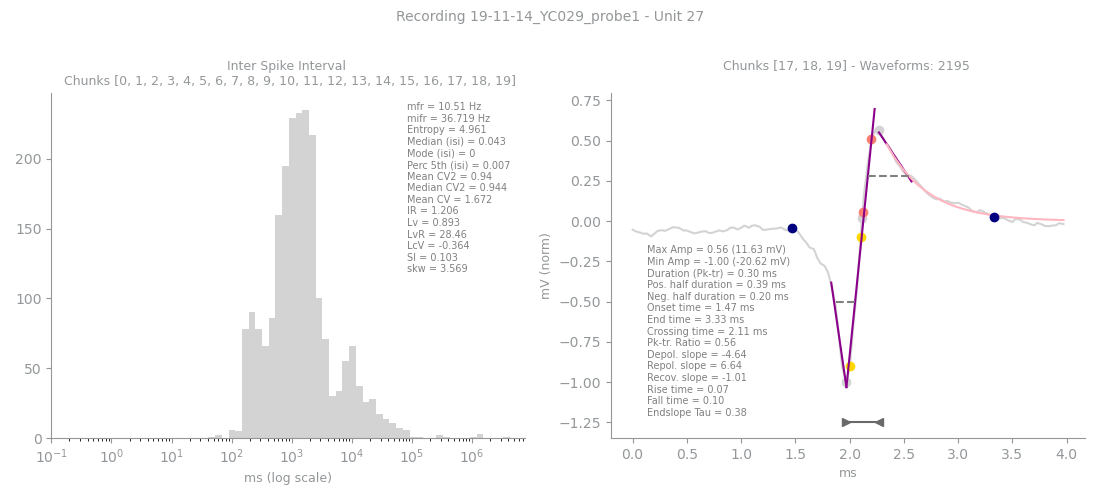 Recording 19-11-14_YC029_probe1 - Unit 27
Inter Spike Interval
Chunks [0, 1, 2, 3, 4, 5, 6, 7, 8, 9, 10, 11, 12, 13, 14, 15, 16, 17, 18, 19]
mfr = 10.51 Hz
mifr = 36.719 Hz
Entropy = 4.961
Median (isi) = 0.043
Mode (isi) = 0
Perc 5th (isi) = 0.007
Mean CV2 = 0.94
Median CV2 = 0.944
Mean CV = 1.672
IR = 1.206
Lv = 0.893
LvR = 28.46
LcV = -0.364
SI = 0.103
skw = 3.569
200
150
100
50
0
10⁻¹ 10⁰ 10¹ 10² 10³ 10⁴ 10⁵ 10⁶
ms (log scale)
Chunks [17, 18, 19] - Waveforms: 2195
mV (norm)
0.75
0.50
0.25
0.00
−0.25
−0.50
−0.75
−1.00
−1.25
Max Amp = 0.56 (11.63 mV)
Min Amp = -1.00 (-20.62 mV)
Duration (Pk-tr) = 0.30 ms
Pos. half duration = 0.39 ms
Neg. half duration = 0.20 ms
Onset time = 1.47 ms
End time = 3.33 ms
Crossing time = 2.11 ms
Pk-tr. Ratio = 0.56
Depol. slope = -4.64
Repol. slope = 6.64
Recov. slope = -1.01
Rise time = 0.07
Fall time = 0.10
Endslope Tau = 0.38
0.0 0.5 1.0 1.5 2.0 2.5 3.0 3.5 4.0
ms